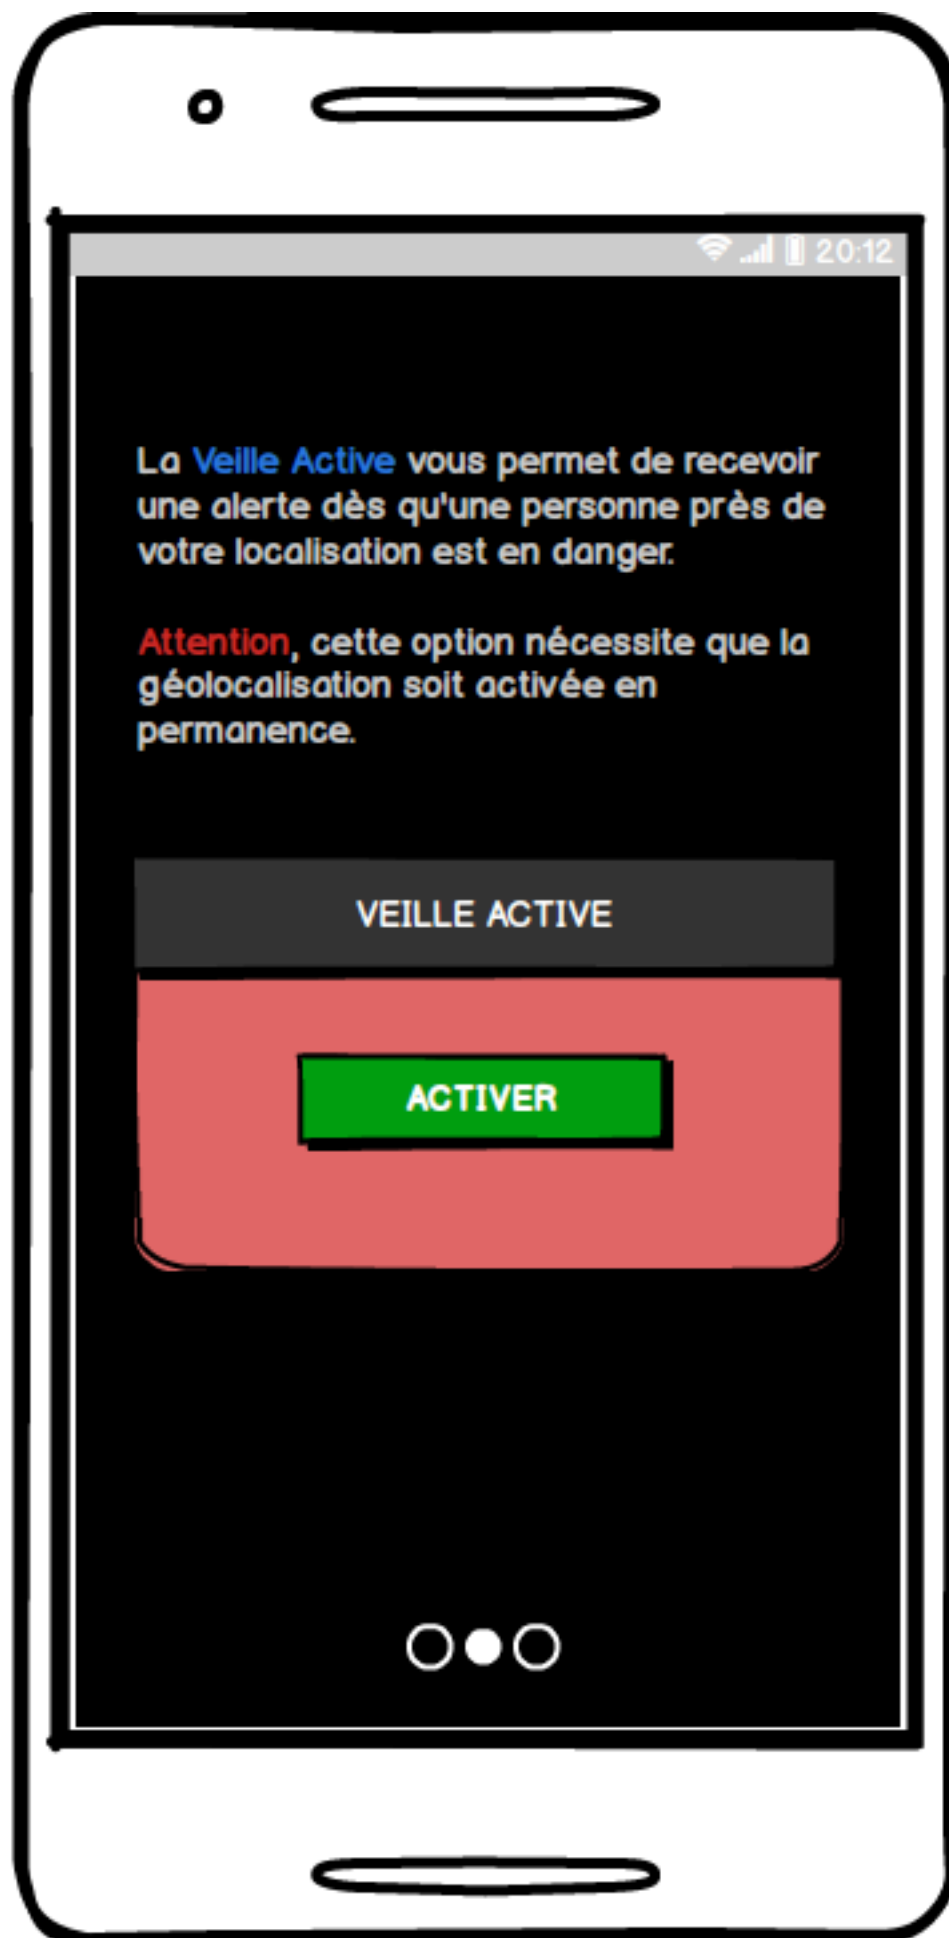 20:12
La Veille Active vous permet de recevoir
une alerte dès qu'une personne près de
votre localisation est en danger.
Attention, cette option nécessite que la
géolocalisation soit activée en
permanence.
VEILLE ACTIVE
ACTIVER